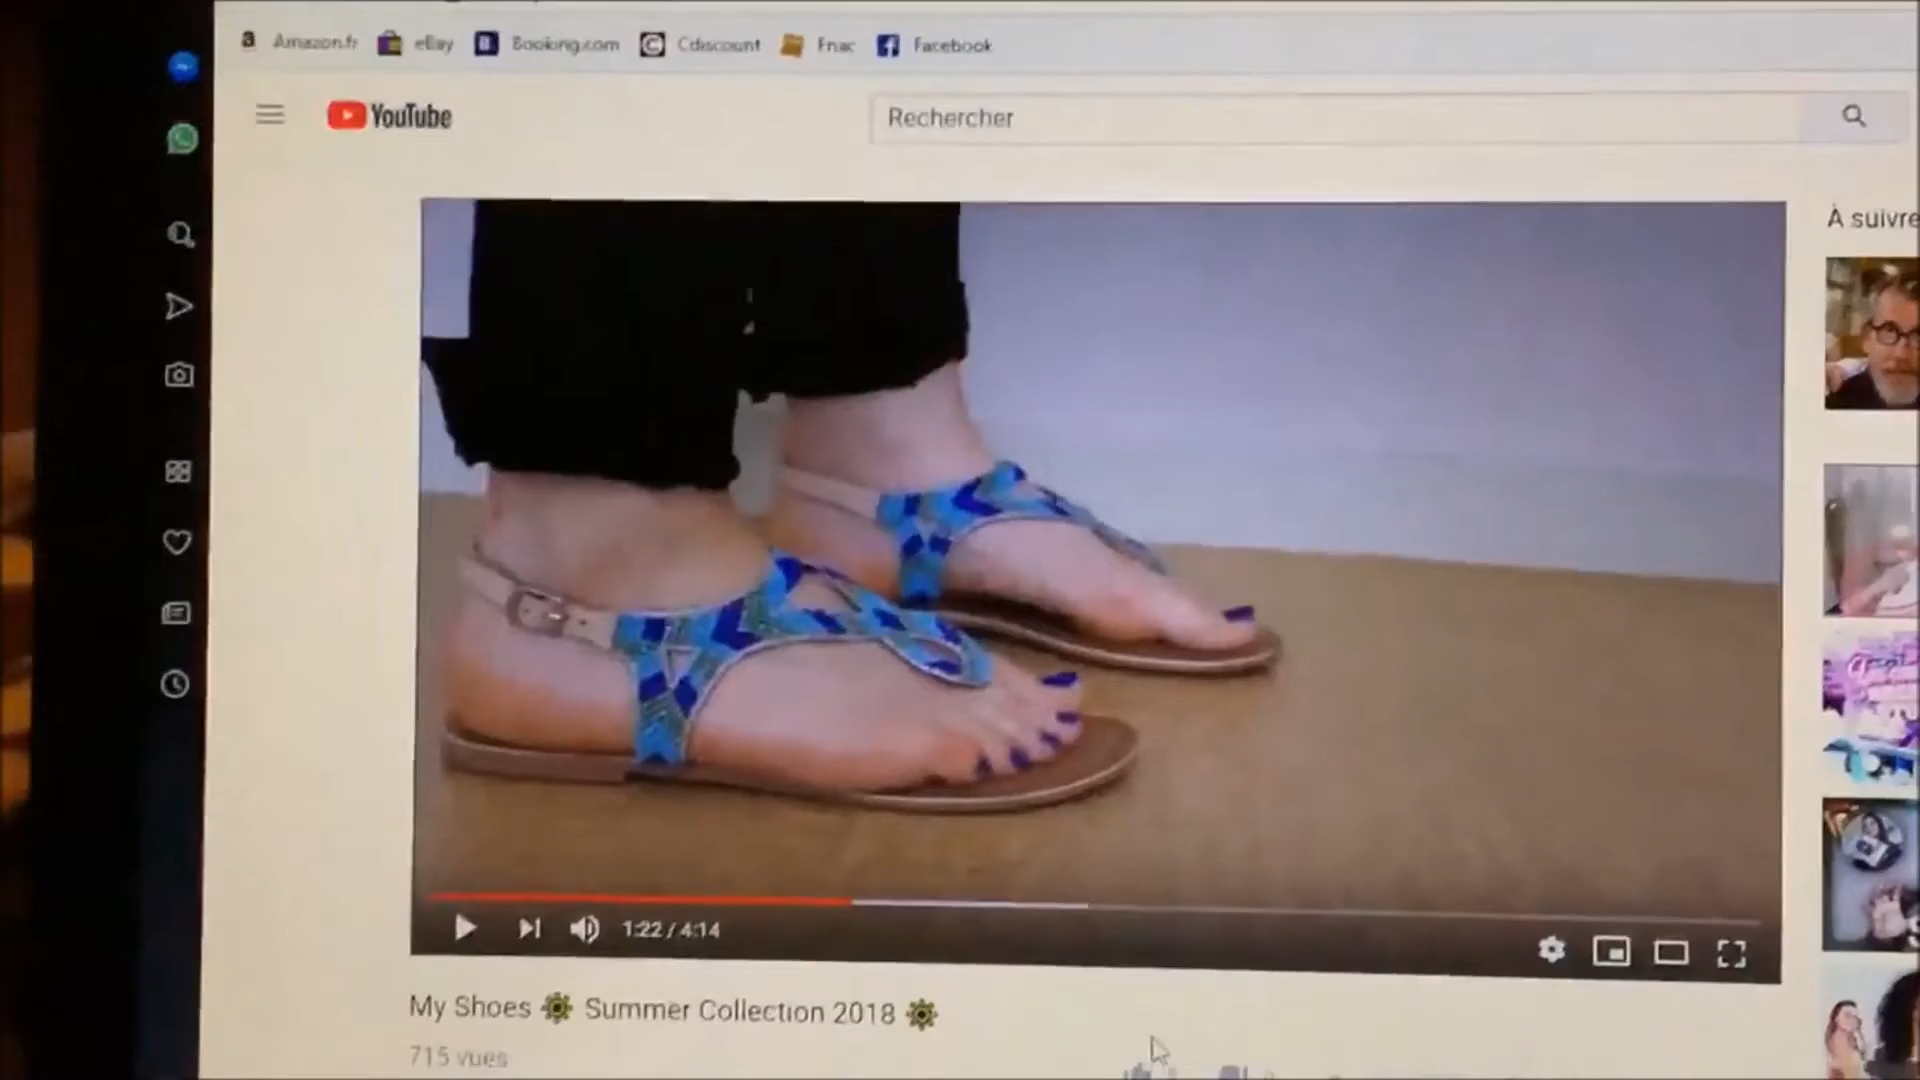 Amazon.fr eBay Booking.com Cdiscount Fnac Facebook
YouTube
Rechercher
À suivre
1:22 / 4:14
My Shoes Summer Collection 2018
715 vues